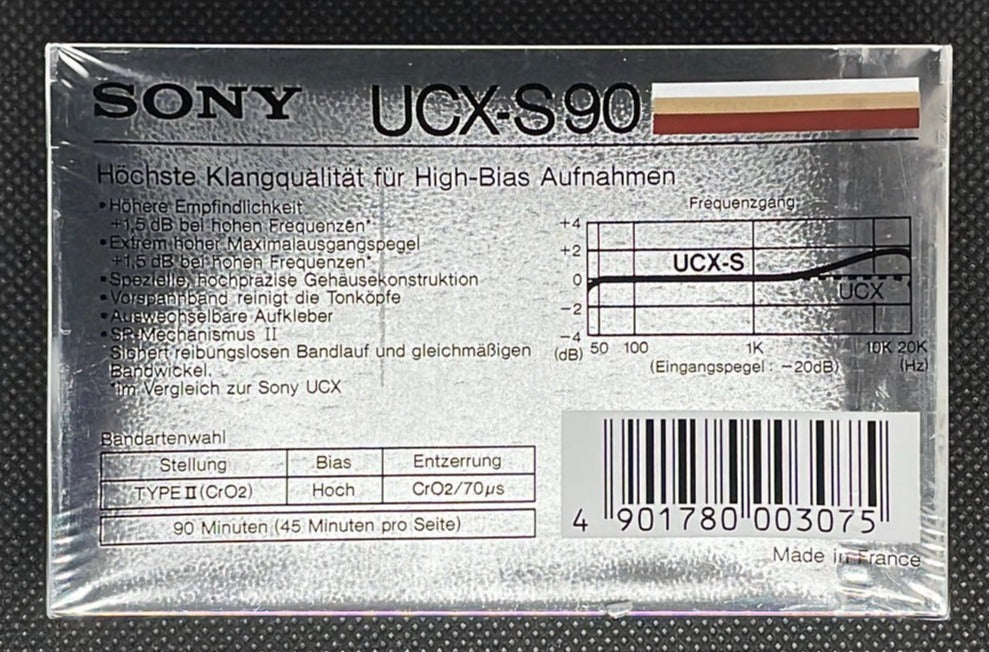 SONY UCX-S 90
Höchste Klangqualität für High-Bias Aufnahmen
• Höhere Empfindlichkeit
+1,5 dB bei hohen Frequenzen*
• Extrem hoher Maximalausgangspegel
+1,5 dB bei hohen Frequenzen*
• Spezielle, hochpräzise Gehäusekonstruktion
• Vorspannband reinigt die Tonköpfe
• Auswechselbare Aufkleber
• SP-Mechanismus II
Sichert reibungslosen Bandlauf und gleichmäßigen
Bandwickel.
*im Vergleich zur Sony UCX
Frequenzgang
+4
+2
0
−2
−4
(dB) 50 100 1K 10K 20K
(Hz)
UCX-S
UCX
(Eingangspegel: −20dB)
Bandartenwahl
Stellung Bias Entzerrung
TYPE II (CrO2) Hoch CrO2/70µs
90 Minuten (45 Minuten pro Seite)
4 901780 003075
Made in France